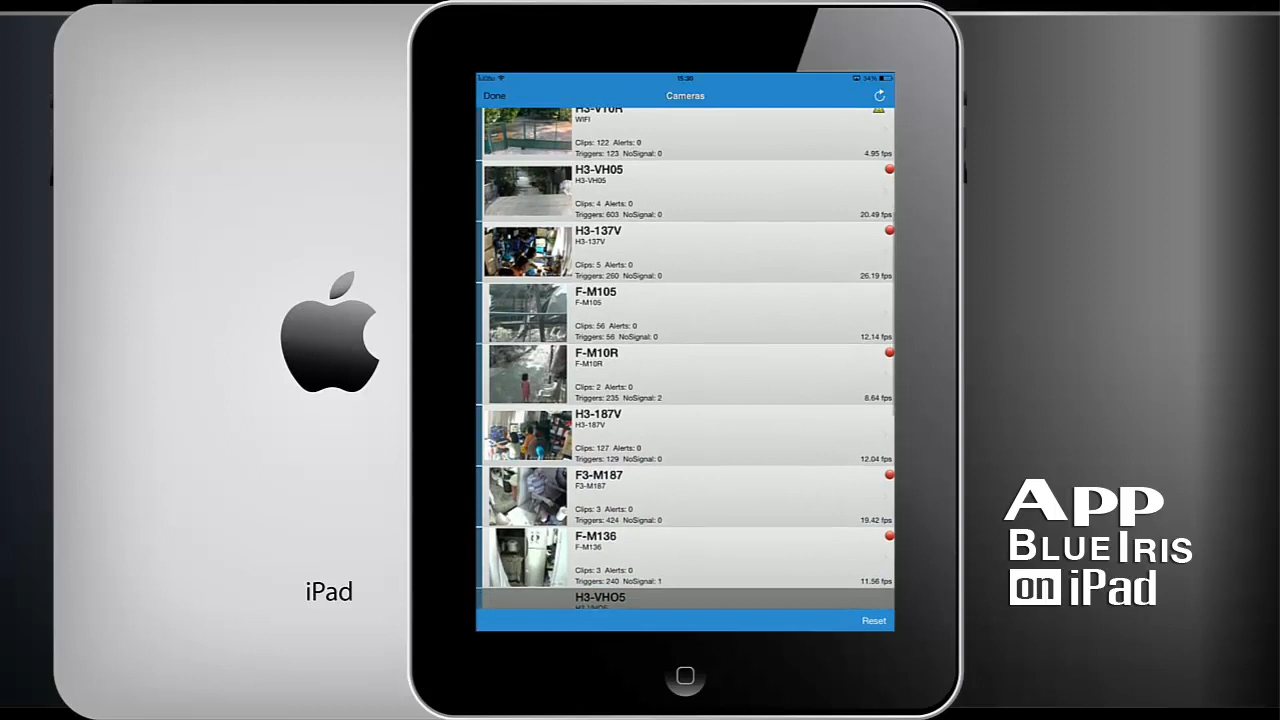 15:30
34%
Done
Cameras
H3-V10R
WIFI
Clips: 122 Alerts: 0
Triggers: 123 NoSignal: 0
4.95 fps
H3-VH05
H3-VH05
Clips: 4 Alerts: 0
Triggers: 603 NoSignal: 0
20.49 fps
H3-137V
H3-137V
Clips: 5 Alerts: 0
Triggers: 260 NoSignal: 0
26.19 fps
F-M105
F-M105
Clips: 56 Alerts: 0
Triggers: 56 NoSignal: 0
12.14 fps
F-M10R
F-M10R
Clips: 2 Alerts: 0
Triggers: 235 NoSignal: 2
8.64 fps
H3-187V
H3-187V
Clips: 127 Alerts: 0
Triggers: 129 NoSignal: 0
12.04 fps
F3-M187
F3-M187
Clips: 3 Alerts: 0
Triggers: 424 NoSignal: 0
19.42 fps
F-M136
F-M136
Clips: 3 Alerts: 0
Triggers: 240 NoSignal: 1
11.56 fps
H3-VHO5
Reset
iPad
App
Blue Iris
on iPad